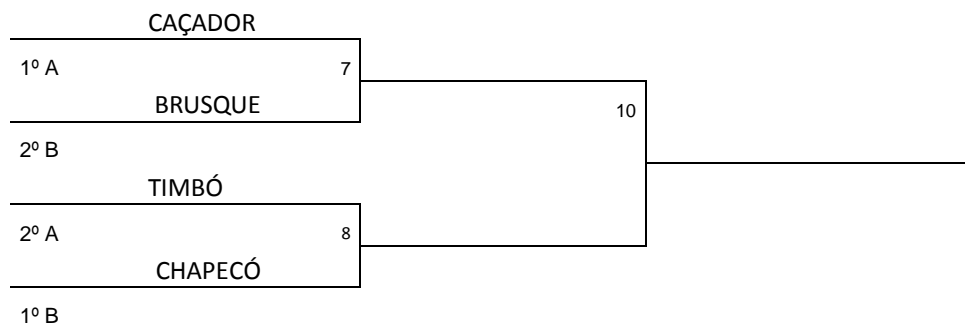 CAÇADOR
1º A
7
BRUSQUE
10
2º B
TIMBÓ
2º A
8
CHAPECÓ
1º B